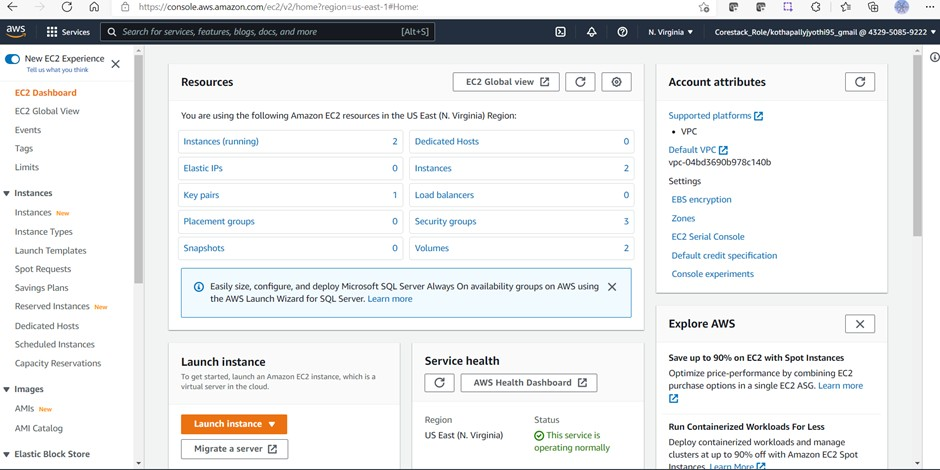 https://console.aws.amazon.com/ec2/v2/home?region=us-east-1#Home:
aws
Services
Search for services, features, blogs, docs, and more
[Alt+S]
N. Virginia
Corestack_Role/kothapallyjyothi95_gmail @ 4329-5085-9222
New EC2 Experience
Tell us what you think
EC2 Dashboard
EC2 Global View
Events
Tags
Limits
Instances
Instances New
Instance Types
Launch Templates
Spot Requests
Savings Plans
Reserved Instances New
Dedicated Hosts
Scheduled Instances
Capacity Reservations
Images
AMIs New
AMI Catalog
Elastic Block Store
Resources
EC2 Global view
You are using the following Amazon EC2 resources in the US East (N. Virginia) Region:
Instances (running) 2
Dedicated Hosts 0
Elastic IPs 0
Instances 2
Key pairs 1
Load balancers 0
Placement groups 0
Security groups 3
Snapshots 0
Volumes 2
Easily size, configure, and deploy Microsoft SQL Server Always On availability groups on AWS using
the AWS Launch Wizard for SQL Server. Learn more
Launch instance
To get started, launch an Amazon EC2 instance, which is a
virtual server in the cloud.
Launch instance
Migrate a server
Service health
AWS Health Dashboard
Region
US East (N. Virginia)
Status
This service is
operating normally
Account attributes
Supported platforms
• VPC
Default VPC
vpc-04bd3690b978c140b
Settings
EBS encryption
Zones
EC2 Serial Console
Default credit specification
Console experiments
Explore AWS
Save up to 90% on EC2 with Spot Instances
Optimize price-performance by combining EC2
purchase options in a single EC2 ASG. Learn more
Run Containerized Workloads For Less
Deploy containerized workloads and manage
clusters at up to 90% off with Amazon EC2 Spot
Instances. Learn More